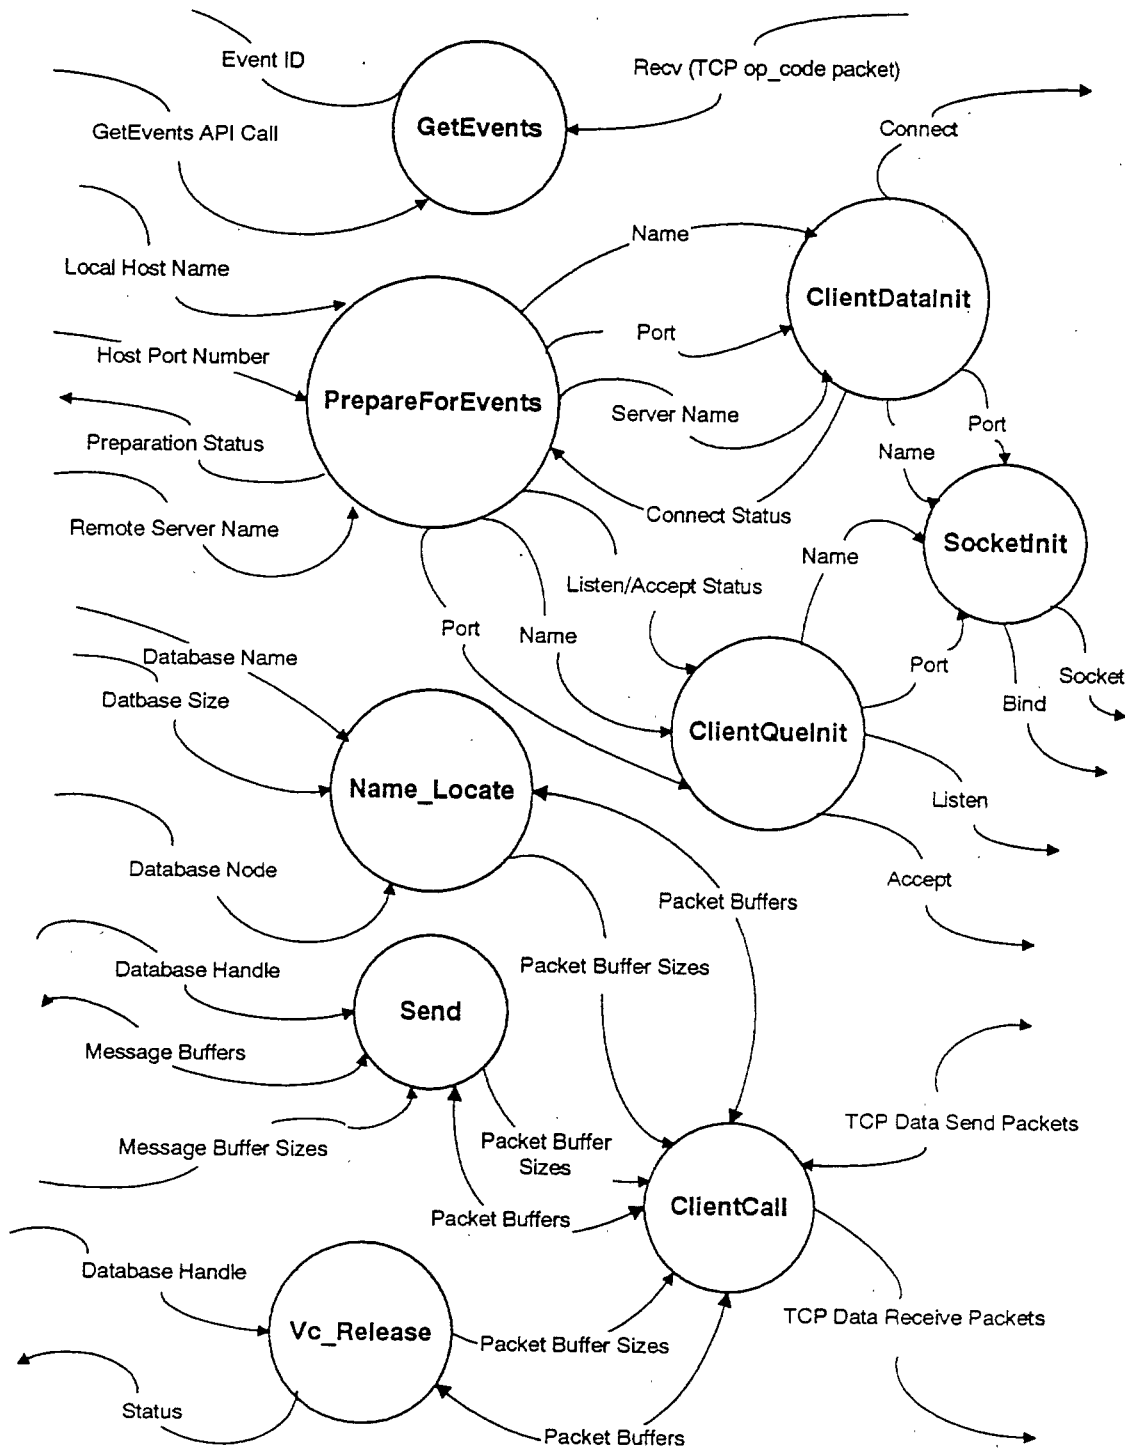 Event ID
Recv (TCP op_code packet)
GetEvents API Call
GetEvents
Connect
Local Host Name
Name
ClientDataInit
Host Port Number
Port
PrepareForEvents
Server Name
Preparation Status
Port
Name
Remote Server Name
Connect Status
SocketInit
Name
Listen/Accept Status
Port
Name
Database Name
Port
Socket
Datbase Size
Bind
ClientQueInit
Name_Locate
Listen
Database Node
Accept
Packet Buffers
Packet Buffer Sizes
Database Handle
Send
Message Buffers
TCP Data Send Packets
Message Buffer Sizes
Packet Buffer
Sizes
ClientCall
Packet Buffers
Database Handle
TCP Data Receive Packets
Vc_Release
Packet Buffer Sizes
Status
Packet Buffers